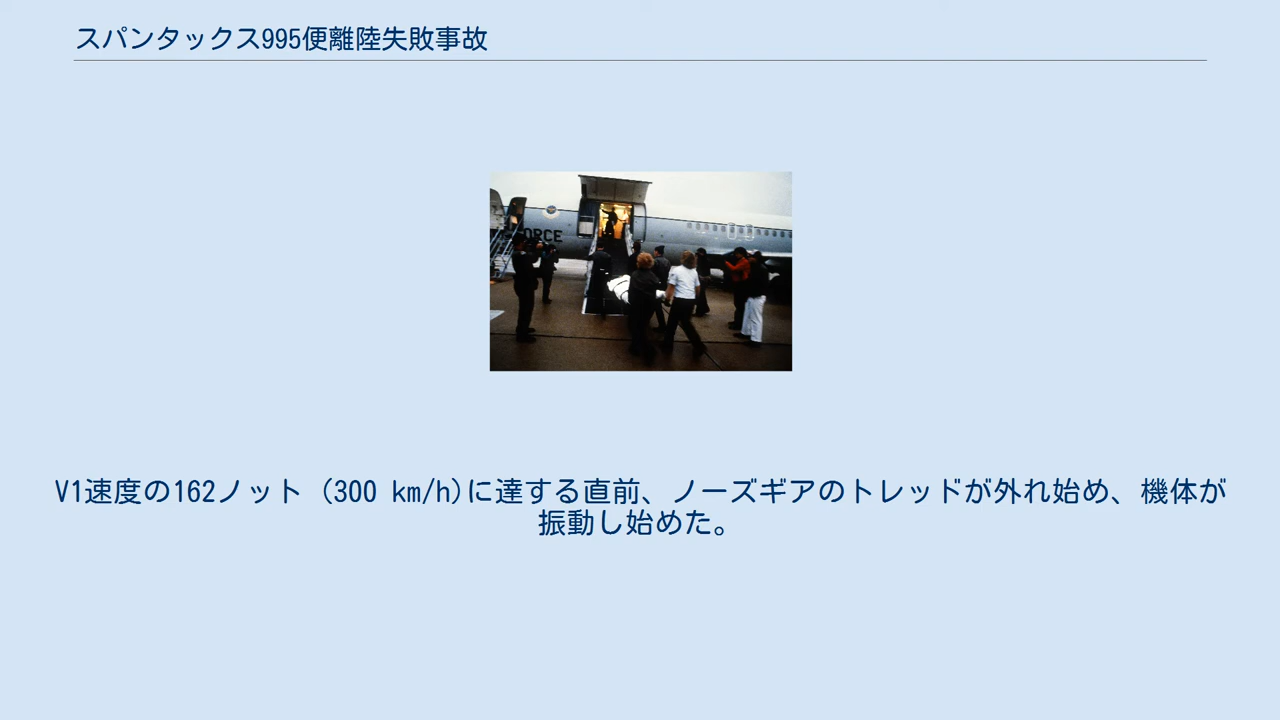 スパンタックス995便離陸失敗事故
ORCE
V1速度の162ノット (300 km/h)に達する直前、ノーズギアのトレッドが外れ始め、機体が
振動し始めた。